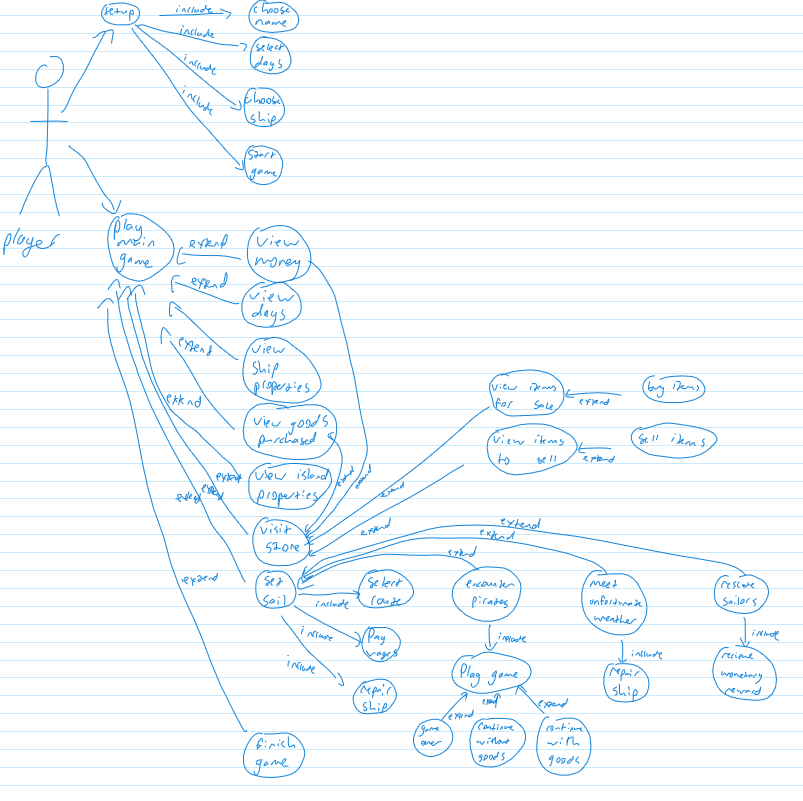 setup
include
choose
name
include
select
days
include
choose
ship
include
start
game
player
play
main
game
extend
view
money
extend
view
days
extend
view
ship
properties
extend
view goods
purchased
extend
view island
properties
extend
extend
extend
extend
visit
store
view items
for sale
extend
buy items
view items
to sell
extend
sell items
extend
extend
extend
extend
extend
extend
set
sail
include
select
route
include
pay
wages
include
repair
ship
encounter
pirates
include
play game
extend
extend
game
over
continue
without
goods
continue
with
goods
meet
unfortunate
weather
include
repair
ship
rescue
sailors
include
recieve
monetary
reward
finish
game